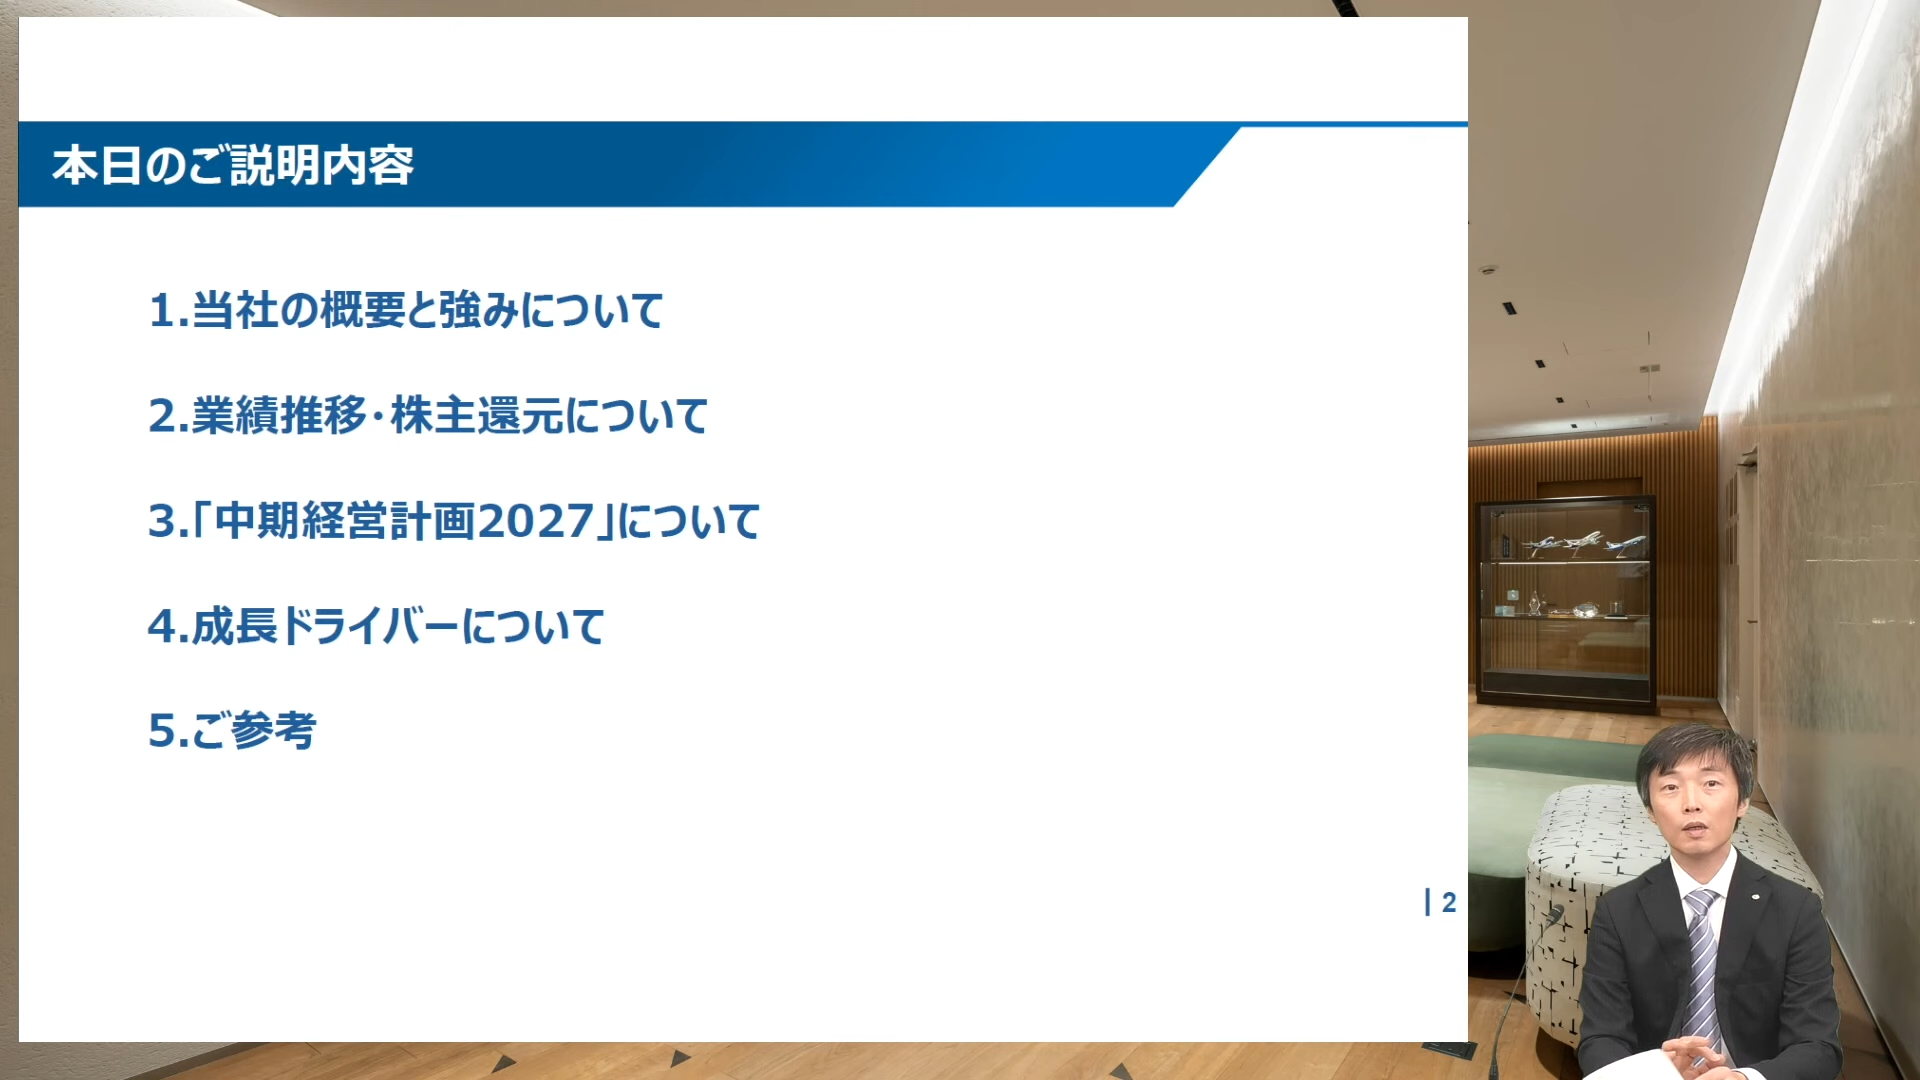 本日のご説明内容
1.当社の概要と強みについて
2.業績推移・株主還元について
3.「中期経営計画2027」について
4.成長ドライバーについて
5.ご参考
| 2